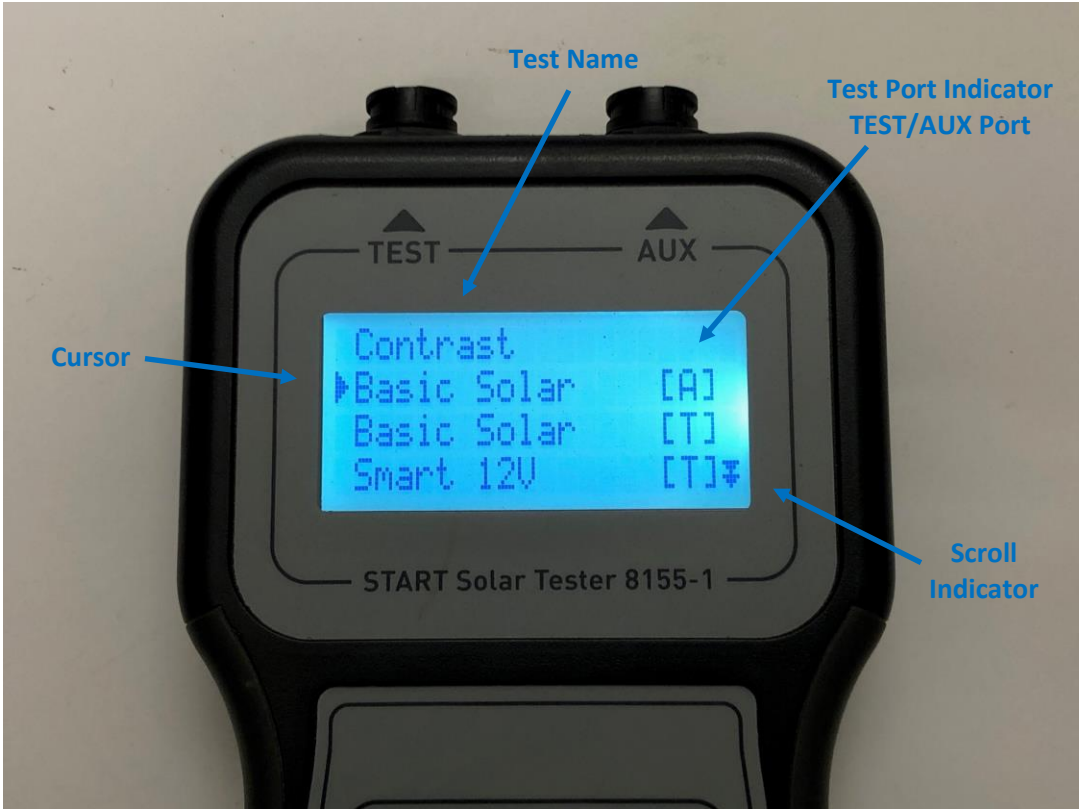 Test Name
Test Port Indicator
TEST/AUX Port
TEST
AUX
Cursor
Contrast
Basic Solar [A]
Basic Solar [T]
Smart 12V [T]
Scroll
Indicator
START Solar Tester 8155-1